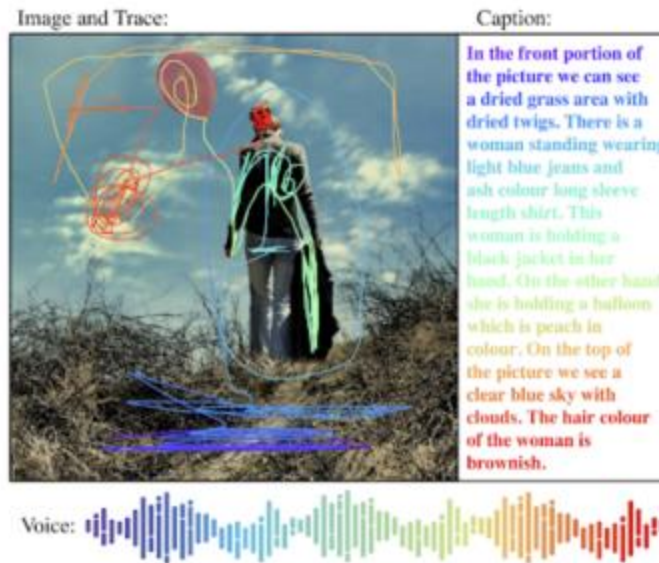 Image and Trace:
Caption:
In the front portion of
the picture we can see
a dried grass area with
dried twigs. There is a
woman standing wearing
light blue jeans and
ash colour long sleeve
length shirt. This
woman is holding a
black jacket in her
hand. On the other hand
she is holding a balloon
which is peach in
colour. On the top of
the picture we see a
clear blue sky with
clouds. The hair colour
of the woman is
brownish.
Voice: